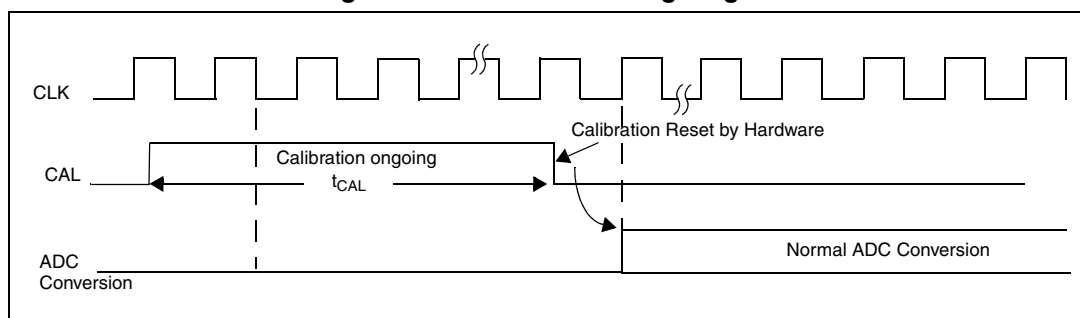 CLK
Calibration Reset by Hardware
Calibration ongoing
CAL
tCAL
Normal ADC Conversion
ADC
Conversion